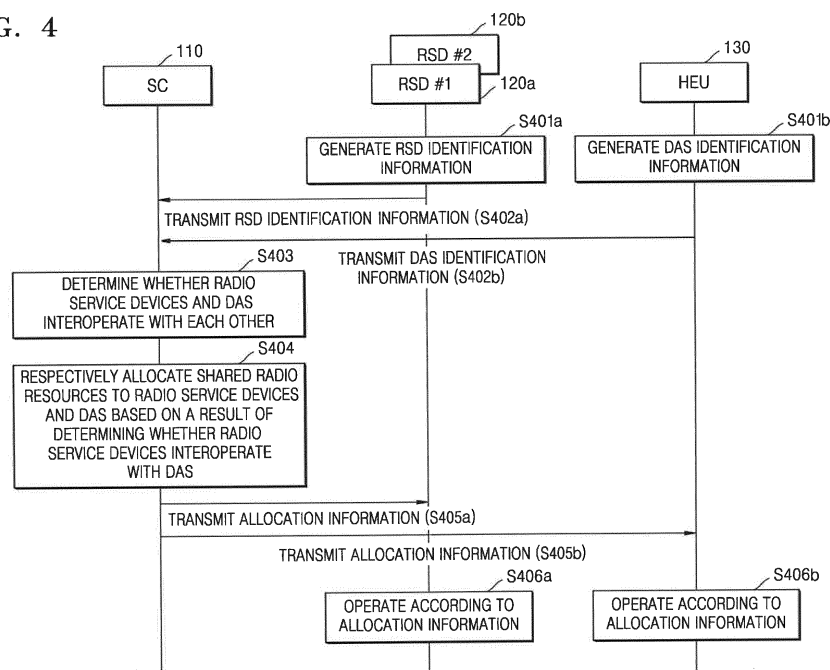 G. 4
120b
110
RSD #2
130
SC
RSD #1
120a
HEU
S401a
S401b
GENERATE RSD IDENTIFICATION
INFORMATION
GENERATE DAS IDENTIFICATION
INFORMATION
TRANSMIT RSD IDENTIFICATION INFORMATION (S402a)
TRANSMIT DAS IDENTIFICATION
INFORMATION (S402b)
S403
DETERMINE WHETHER RADIO
SERVICE DEVICES AND DAS
INTEROPERATE WITH EACH OTHER
S404
RESPECTIVELY ALLOCATE SHARED RADIO
RESOURCES TO RADIO SERVICE DEVICES
AND DAS BASED ON A RESULT OF
DETERMINING WHETHER RADIO
SERVICE DEVICES INTEROPERATE
WITH DAS
TRANSMIT ALLOCATION INFORMATION (S405a)
TRANSMIT ALLOCATION INFORMATION (S405b)
S406a
S406b
OPERATE ACCORDING TO
ALLOCATION INFORMATION
OPERATE ACCORDING TO
ALLOCATION INFORMATION